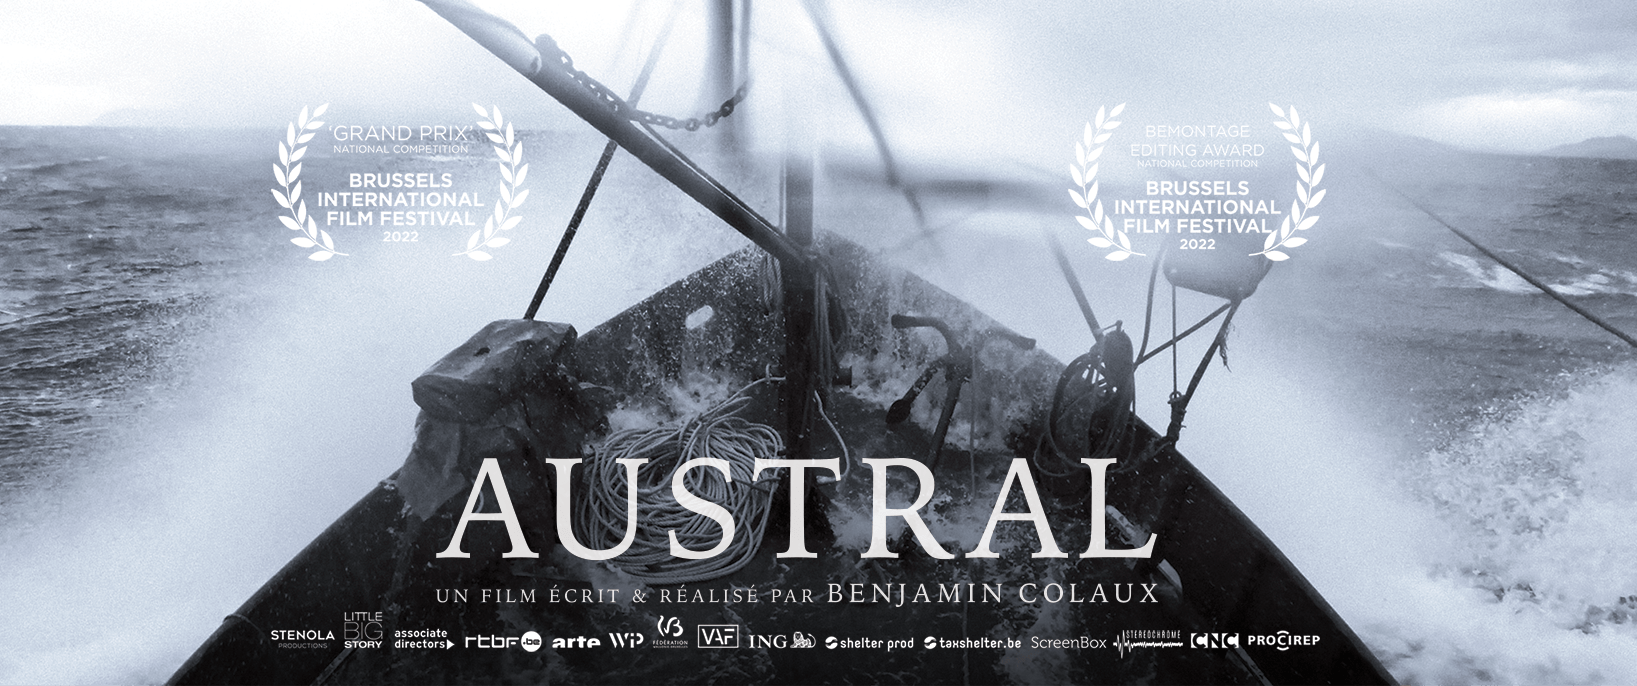 'GRAND PRIX'
NATIONAL COMPETITION
BRUSSELS
INTERNATIONAL
FILM FESTIVAL
2022
BEMONTAGE
EDITING AWARD
NATIONAL COMPETITION
BRUSSELS
INTERNATIONAL
FILM FESTIVAL
2022
AUSTRAL
UN FILM ÉCRIT & RÉALISÉ PAR BENJAMIN COLAUX
STENOLA
PRODUCTIONS
LITTLE
BIG
STORY
associate
directors
rtbf.be
arte
WIP
FÉDÉRATION
VAF
ING
shelter prod
taxshelter.be
ScreenBox
STEREOCHROME
CNC
PROCIREP